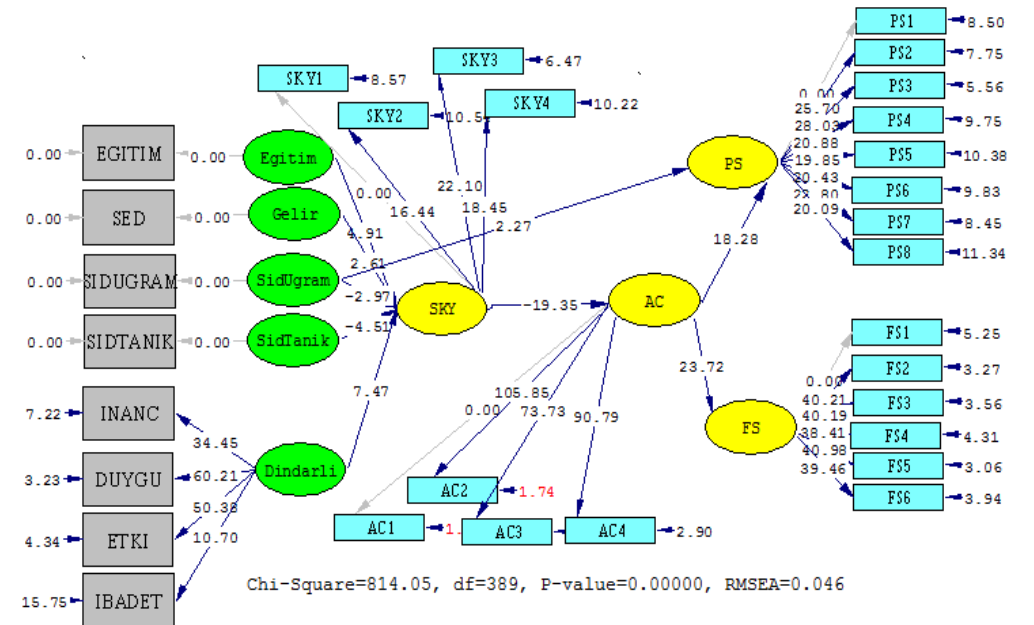 PS1
8.50
PS2
7.75
SKY3
6.47
SKY1
8.57
PS3
5.56
0.00
SKY4
10.22
25.70
SKY2
PS4
9.75
28.03
20.88
EGITIM
0.00
0.00
Egitim
PS
PS5
10.38
19.85
20.43
PS6
9.83
22.10
0.00
20.09
SED
0.00
0.00
Gelir
16.44
18.45
PS7
8.45
2.27
4.91
18.28
PS8
11.34
2.61
SIDUGRAM
0.00
0.00
SidUgram
-2.97
SKY
-19.35
AC
-4.51
SIDTANIK
0.00
0.00
SidTanik
FS1
5.25
23.72
FS2
3.27
0.00
7.47
105.85
40.21
FS3
3.56
INANC
7.22
0.00
73.73
90.79
40.19
FS
38.41
FS4
4.31
34.45
40.98
FS5
3.06
Dindarli
39.46
DUYGU
3.23
60.21
FS6
3.94
AC2
1.74
50.38
AC1
AC3
AC4
2.90
ETKI
4.34
10.70
Chi-Square=814.05, df=389, P-value=0.00000, RMSEA=0.046
IBADET
15.75